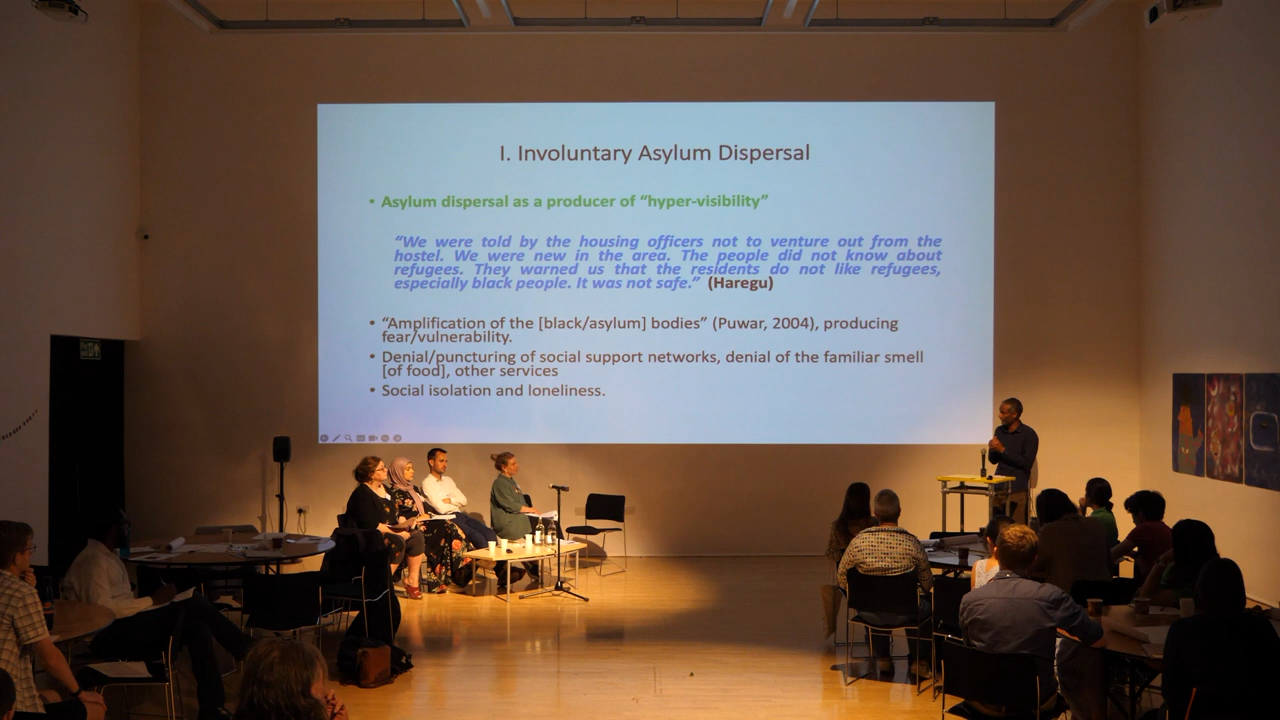 I. Involuntary Asylum Dispersal
• Asylum dispersal as a producer of “hyper-visibility”
“We were told by the housing officers not to venture out from the
hostel. We were new in the area. The people did not know about
refugees. They warned us that the residents do not like refugees,
especially black people. It was not safe.” (Haregu)
• “Amplification of the [black/asylum] bodies” (Puwar, 2004), producing
fear/vulnerability.
• Denial/puncturing of social support networks, denial of the familiar smell
[of food], other services
• Social isolation and loneliness.